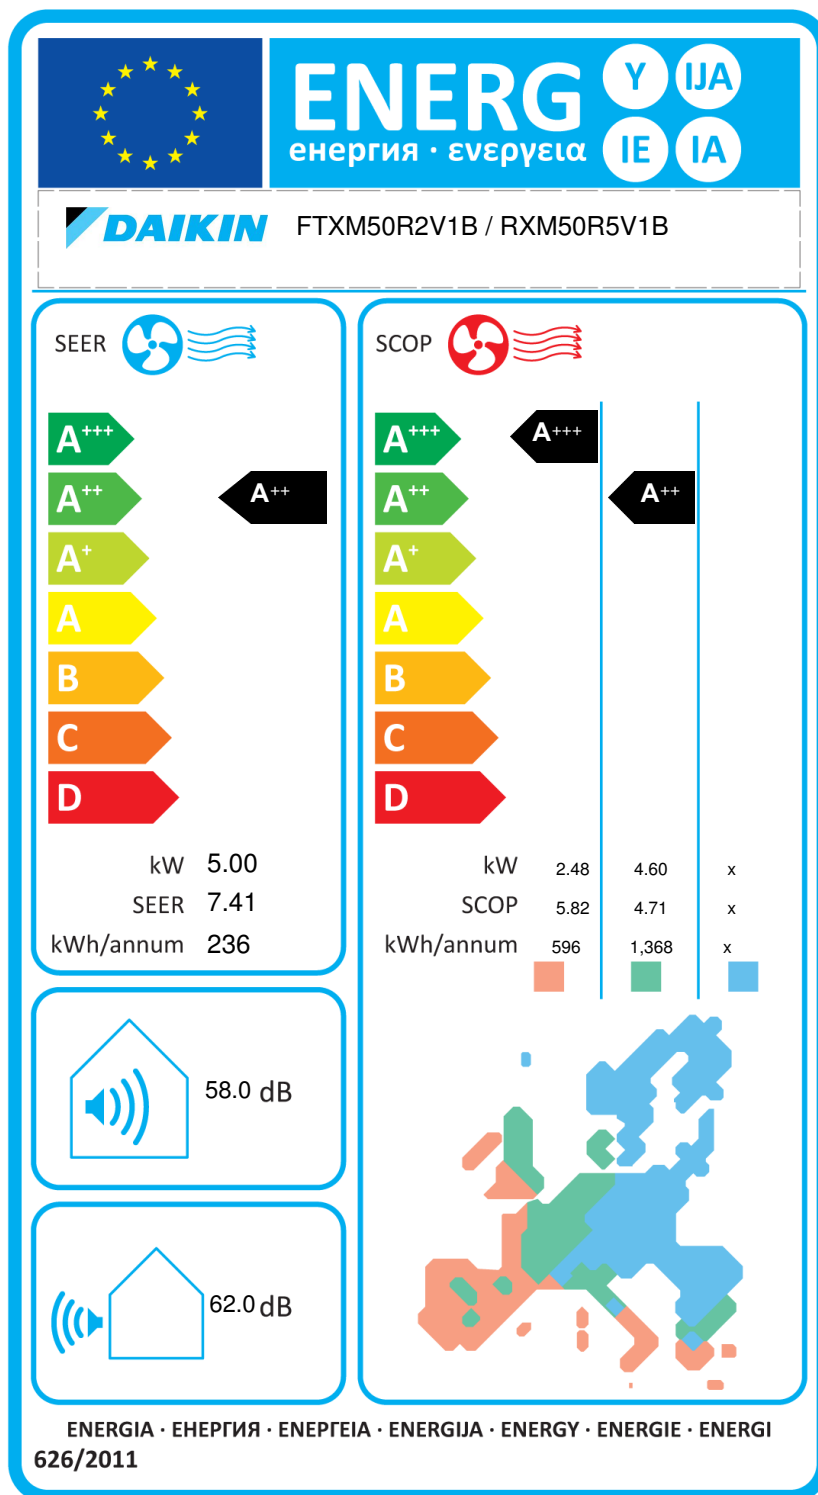 ENERG
енергия · ενεργεια
Y IJA
IE IA
DAIKIN FTXM50R2V1B / RXM50R5V1B
SEER
A+++
A++
A+
A
B
C
D
A++
kW 5.00
SEER 7.41
kWh/annum 236
SCOP
A+++
A++
A+
A
B
C
D
A+++
A++
kW 2.48 4.60 x
SCOP 5.82 4.71 x
kWh/annum 596 1,368 x
58.0 dB
62.0 dB
ENERGIA · ЕНЕРГИЯ · ΕΝΕΡΓΕΙΑ · ENERGIJA · ENERGY · ENERGIE · ENERGI
626/2011